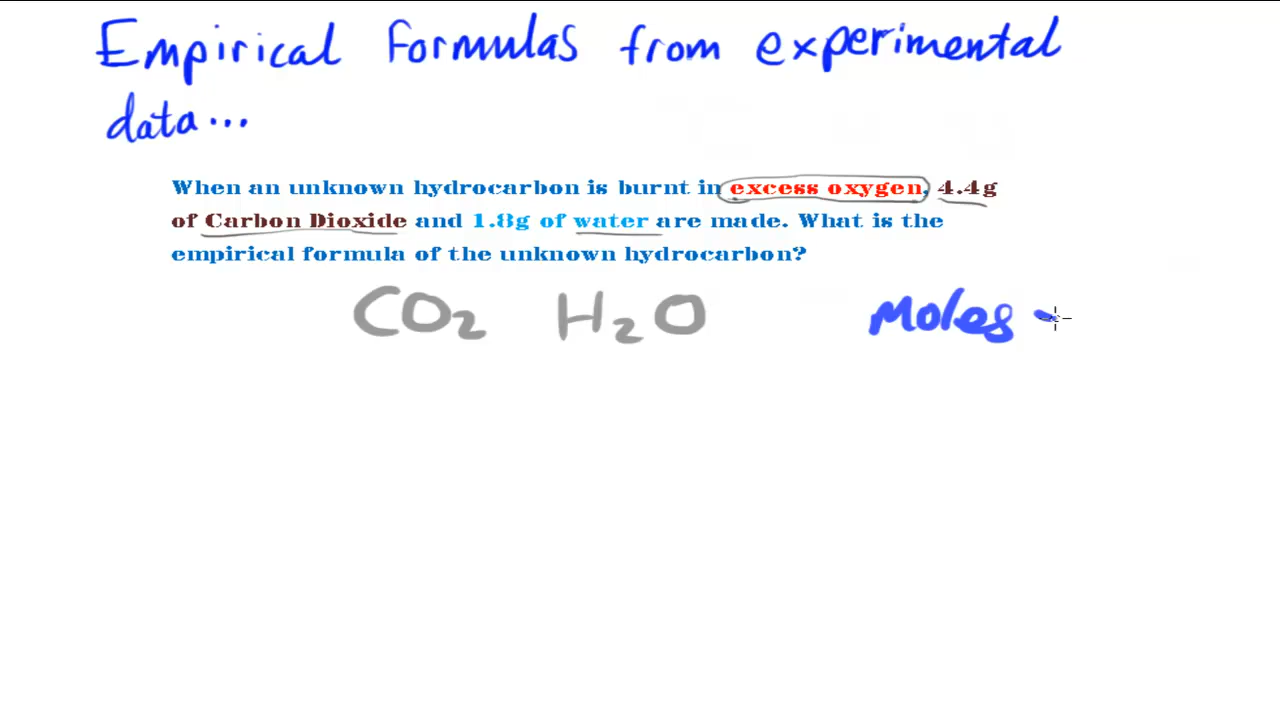 Empirical Formulas from experimental
data...
When an unknown hydrocarbon is burnt in excess oxygen, 4.4g
of Carbon Dioxide and 1.8g of water are made. What is the
empirical formula of the unknown hydrocarbon?
CO2 H2O Moles -